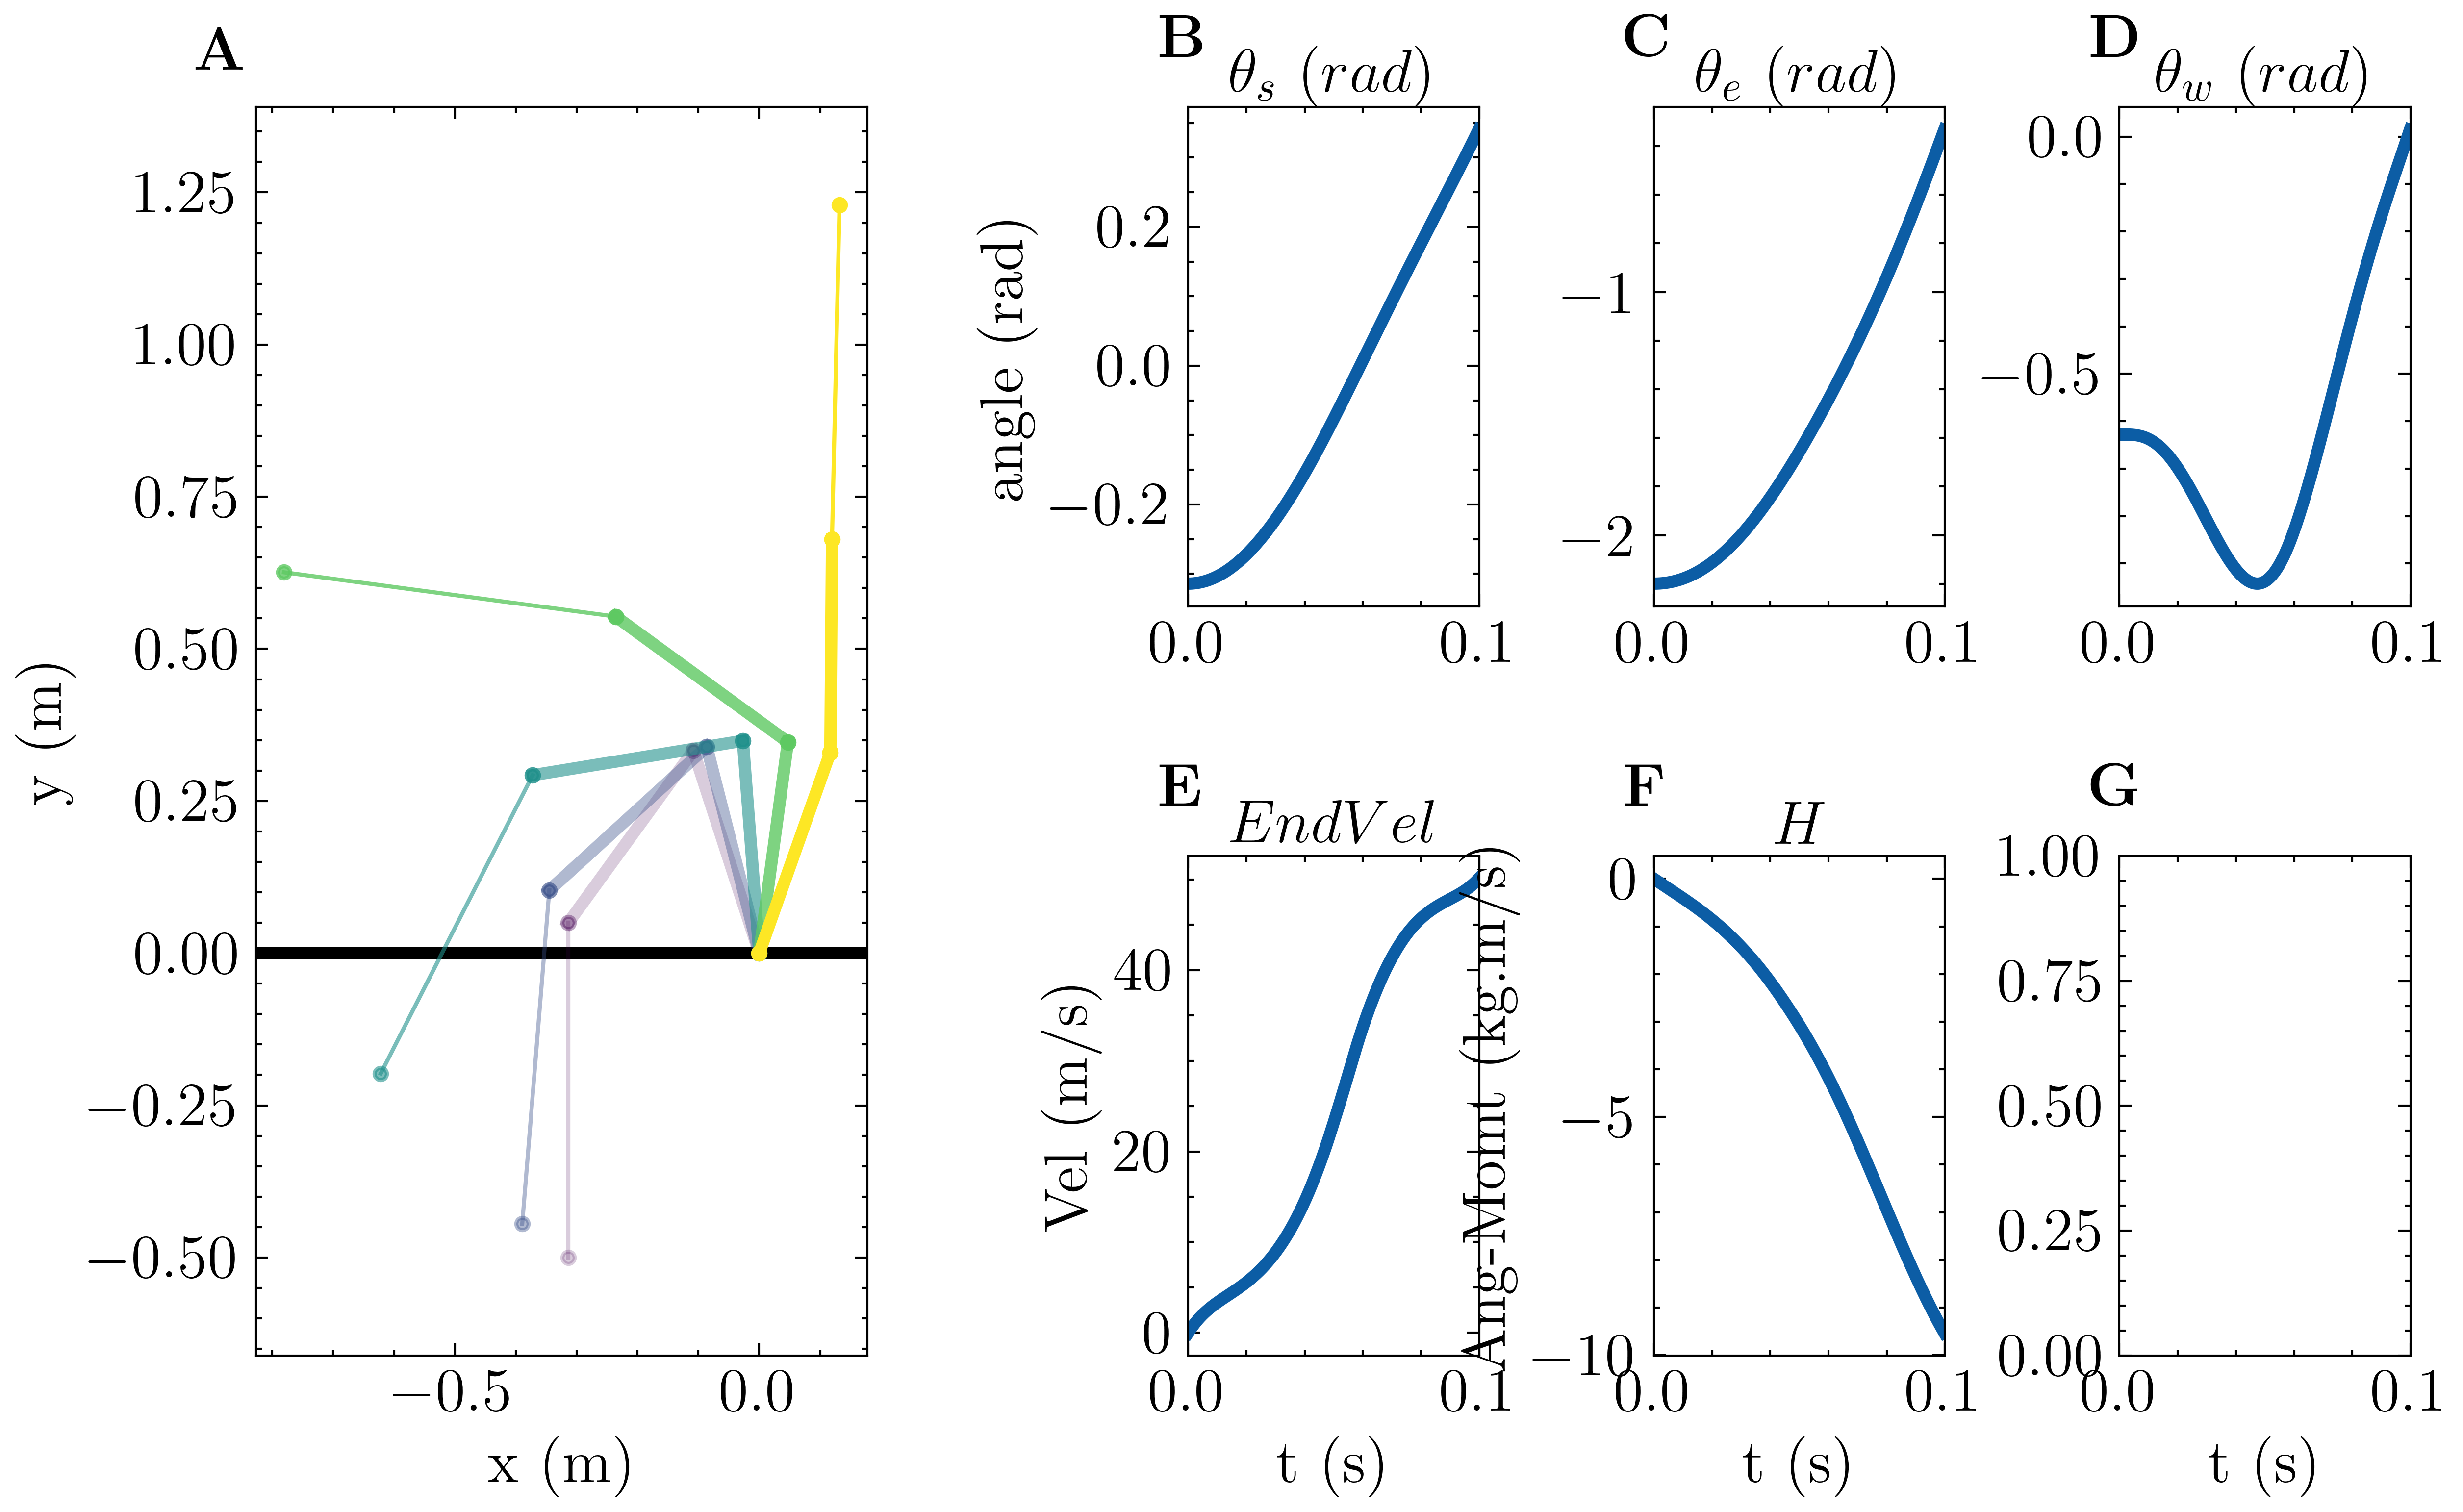 A
1.25
1.00
0.75
0.50
0.25
0.00
−0.25
−0.50
y (m)
−0.5
0.0
x (m)
B
θs (rad)
angle (rad)
0.2
0.0
−0.2
0.0
0.1
C
θe (rad)
−1
−2
0.0
0.1
D
θw (rad)
0.0
−0.5
0.0
0.1
E
EndVel
Vel (m/s)
40
20
0
0.0
0.1
t (s)
F
H
Ang-Momt (kg.m/s)
0
−5
−10
0.0
0.1
t (s)
G
1.00
0.75
0.50
0.25
0.00
0.0
0.1
t (s)